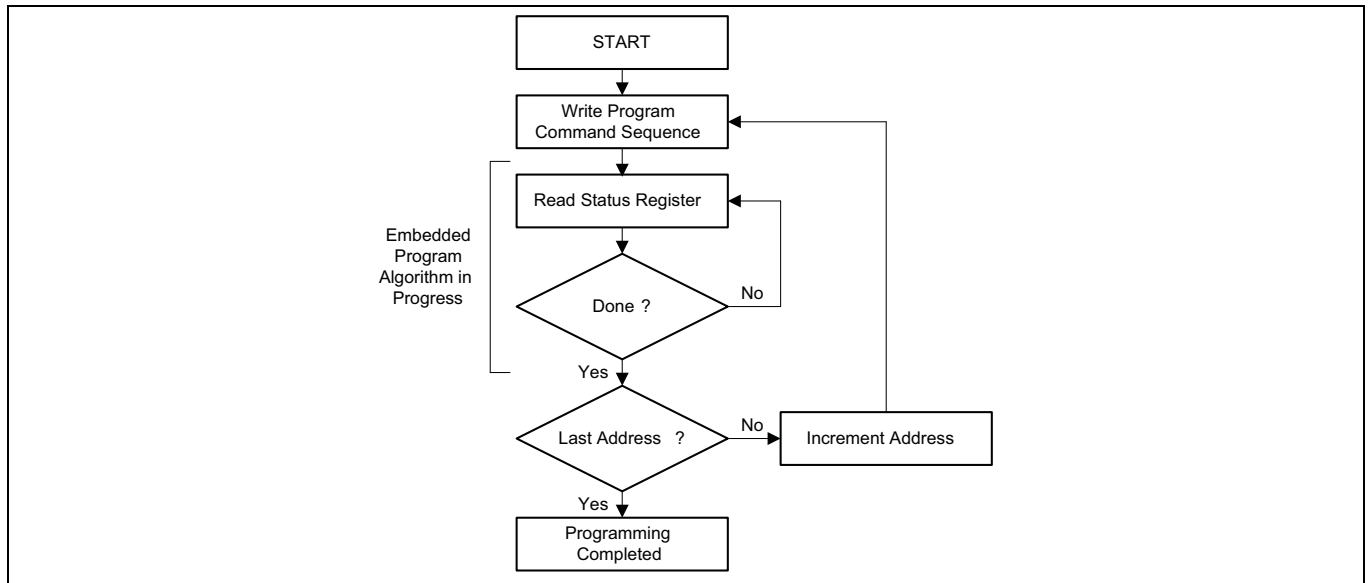 START
Write Program
Command Sequence
Read Status Register
Embedded
Program
Algorithm in
Progress
Done ?
No
Yes
Last Address ?
No
Increment Address
Yes
Programming
Completed